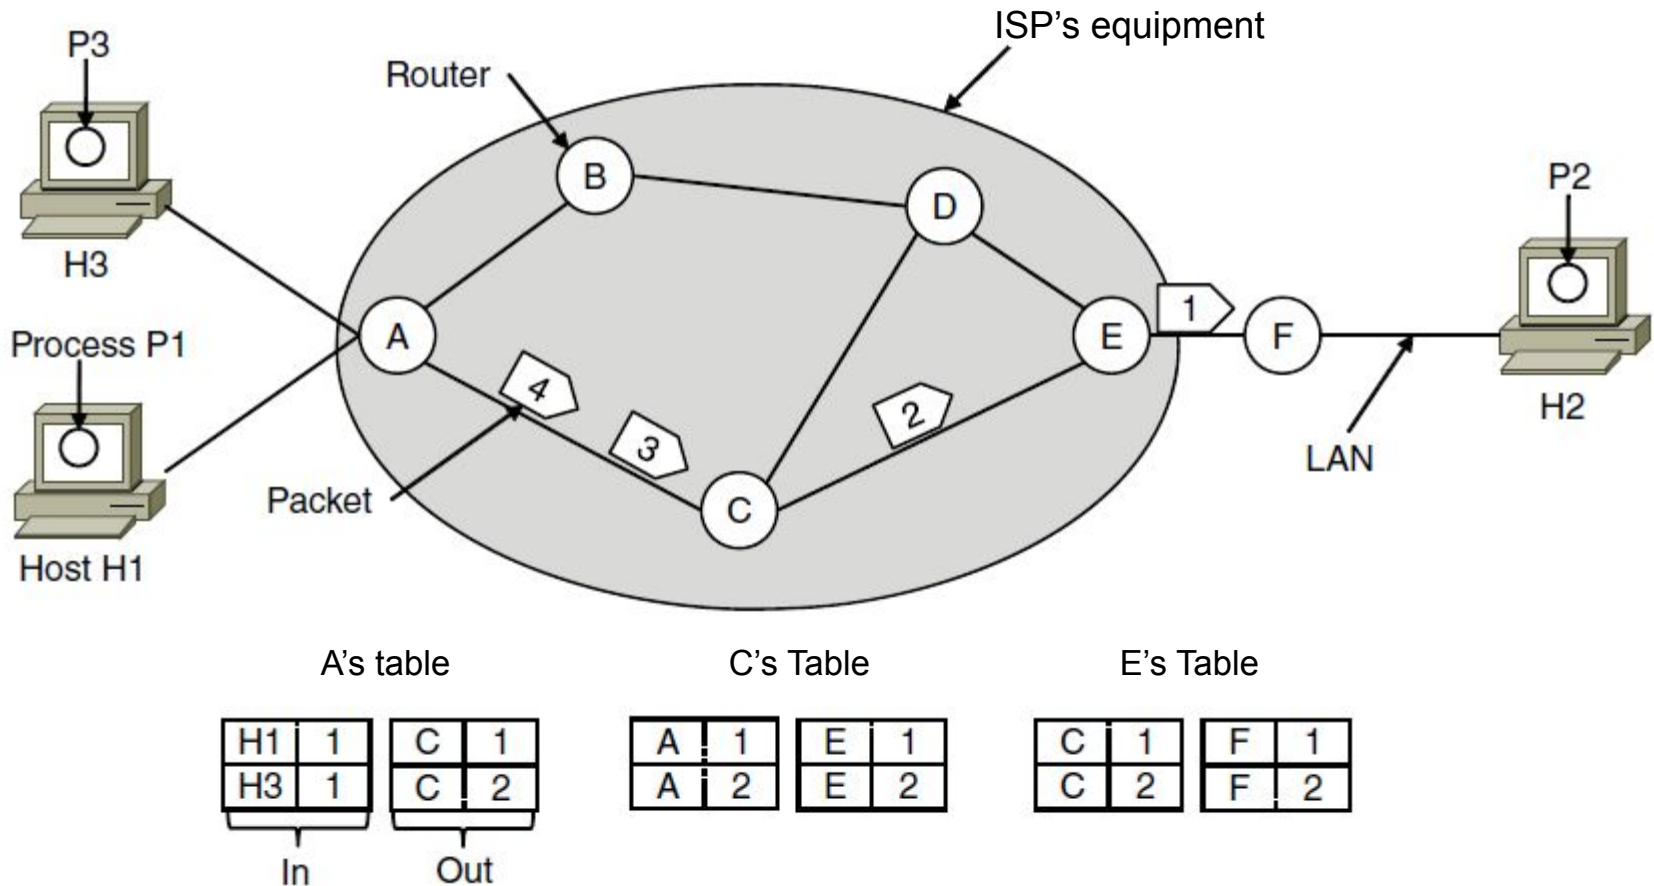 ISP's equipment
P3
Router
B
D
P2
H3
Process P1
A
4
3
2
1
E
F
H2
Packet
C
LAN
Host H1
A's table
C's Table
E's Table
H1 1 C 1 A 1 E 1 C 1 F 1
H3 1 C 2 A 2 E 2 C 2 F 2
In Out